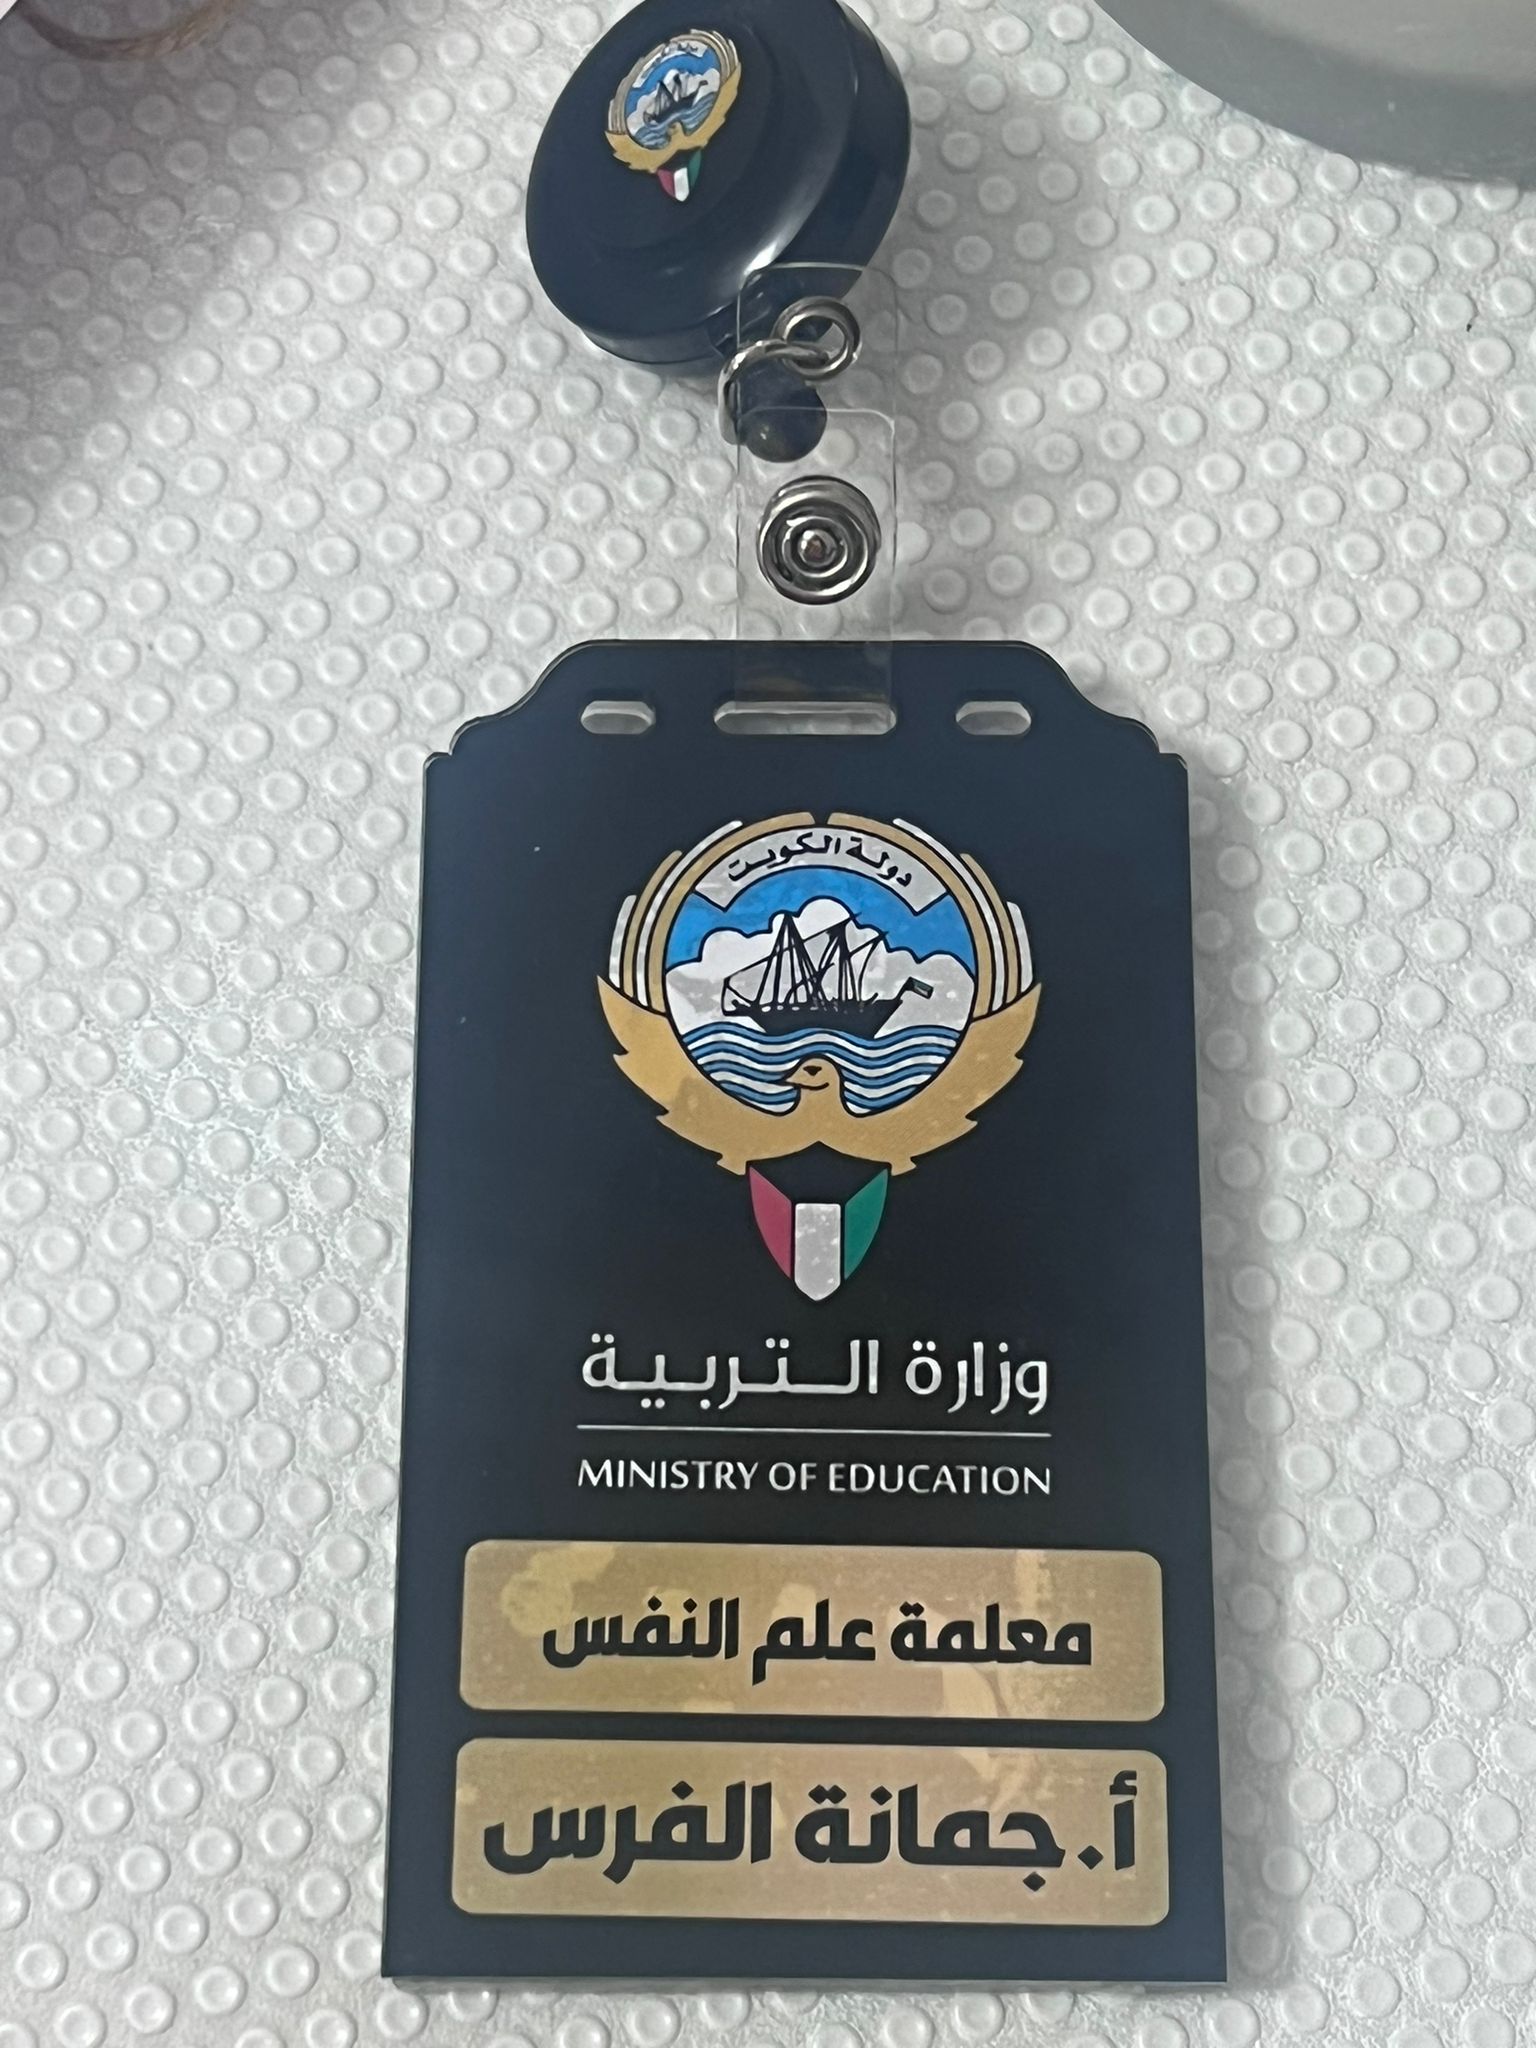 دولة الكويت
وزارة التربية
MINISTRY OF EDUCATION
معلمة علم النفس
أ.جمانة الفرس